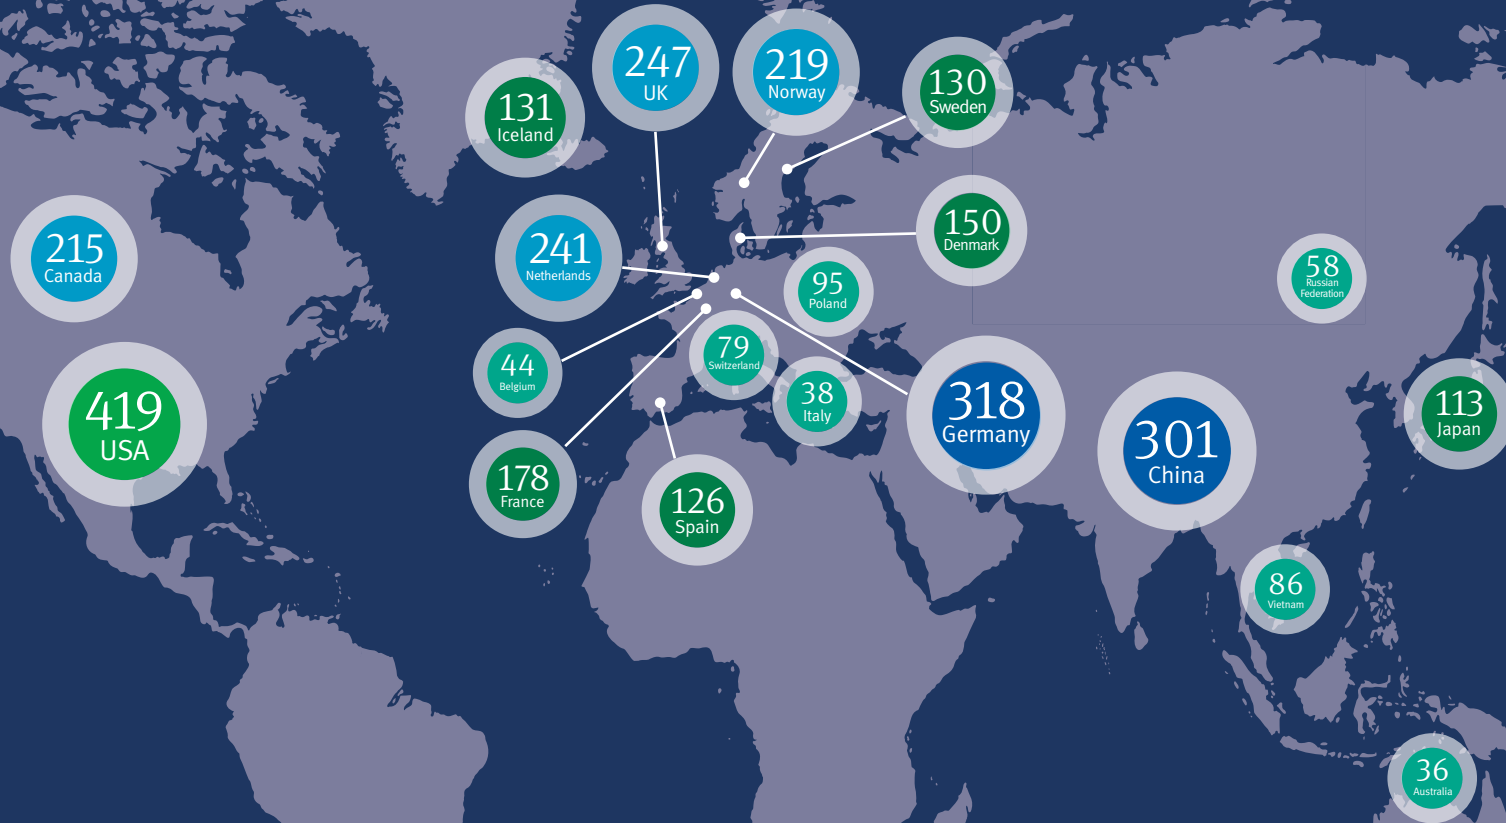 247
UK
219
Norway
130
Sweden
131
Iceland
215
Canada
241
Netherlands
150
Denmark
95
Poland
58
Russian
Federation
44
Belgium
79
Switzerland
38
Italy
419
USA
318
Germany
301
China
113
Japan
178
France
126
Spain
86
Vietnam
36
Australia